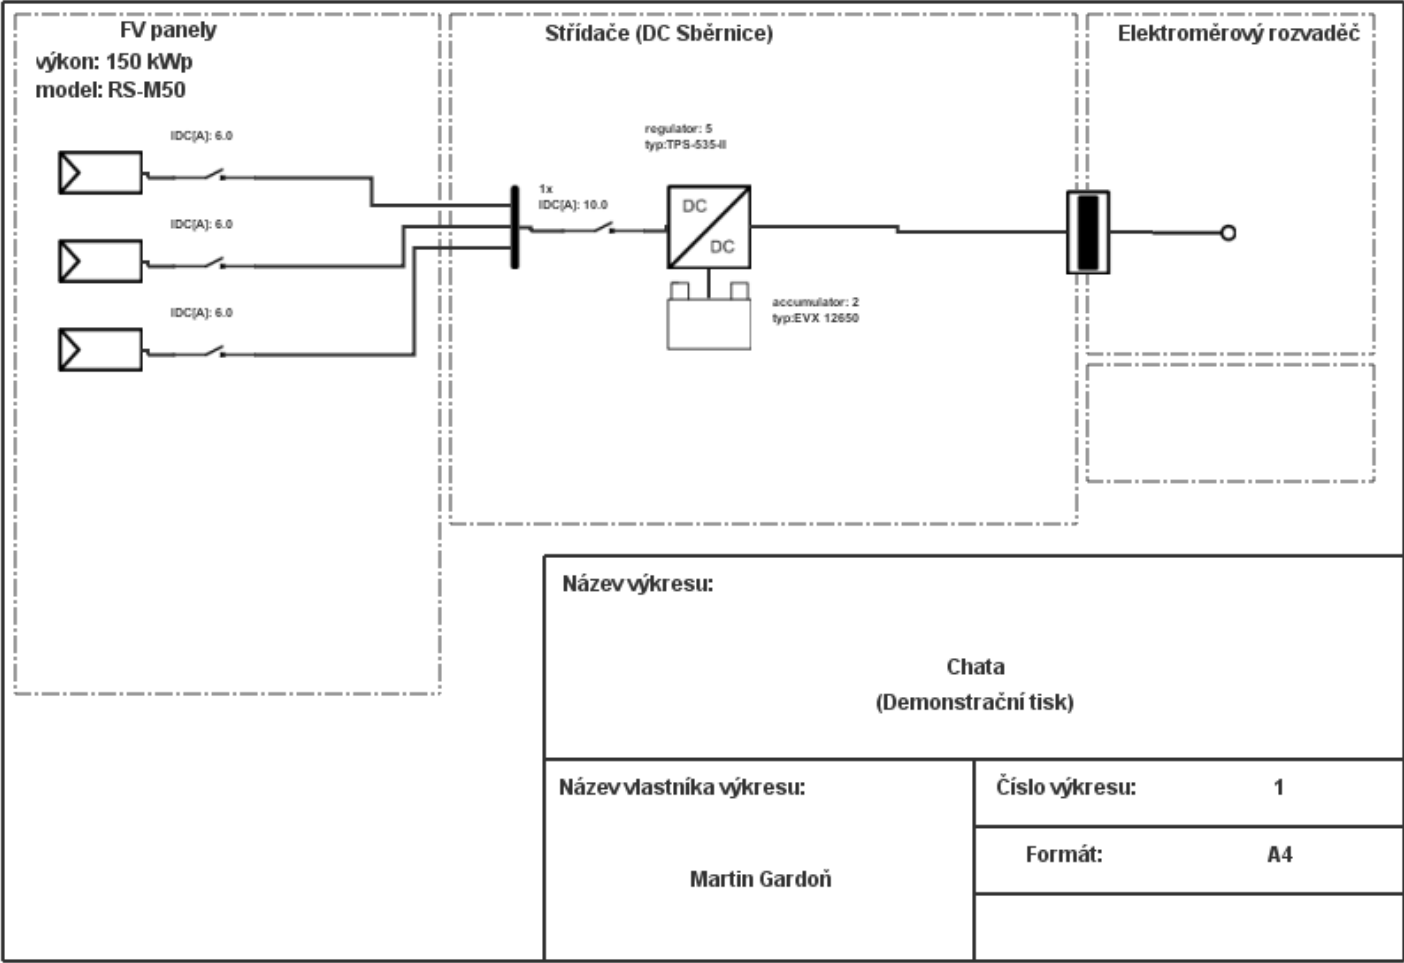 FV panely
výkon: 150 kWp
model: RS-M50
IDC[A]: 6.0
IDC[A]: 6.0
IDC[A]: 6.0
Střídače (DC Sběrnice)
regulator: 5
typ:TPS-535-II
1x
IDC[A]: 10.0
DC
DC
accumulator: 2
typ:EVX 12650
Elektroměrový rozvaděč
Název výkresu:
Chata
(Demonstrační tisk)
Název vlastníka výkresu:
Martin Gardoň
Číslo výkresu: 1
Formát: A4